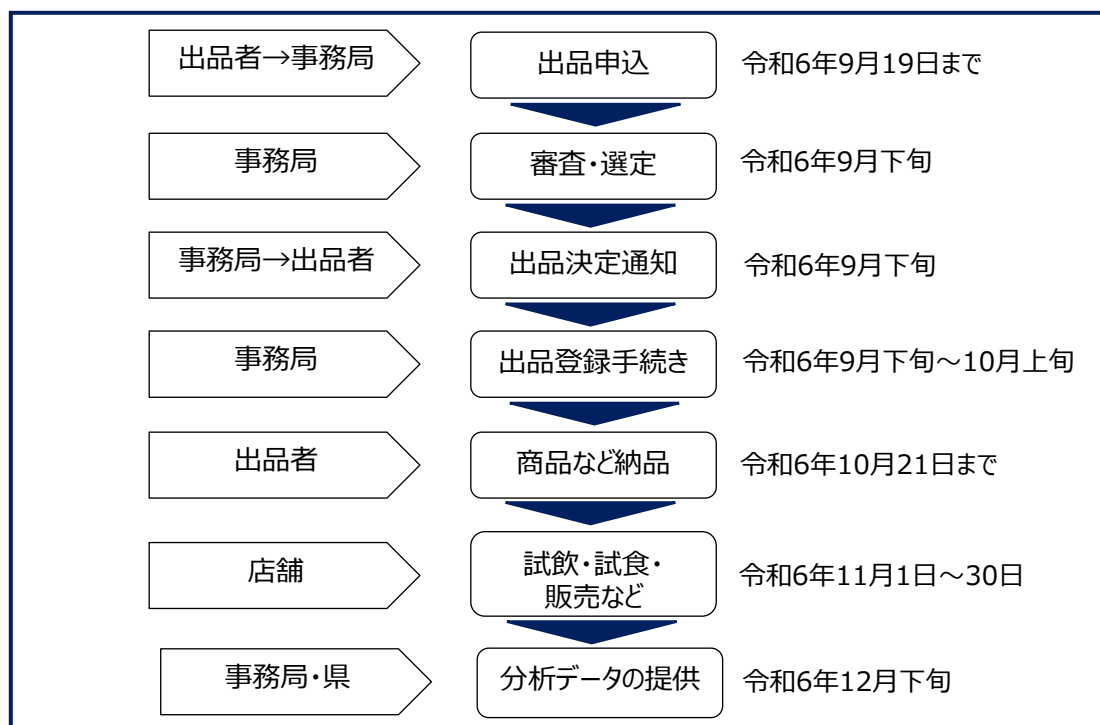 出品者→事務局
出品申込
令和6年9月19日まで
事務局
審査・選定
令和6年9月下旬
事務局→出品者
出品決定通知
令和6年9月下旬
事務局
出品登録手続き
令和6年9月下旬～10月上旬
出品者
商品など納品
令和6年10月21日まで
店舗
試飲・試食・
販売など
令和6年11月1日～30日
事務局・県
分析データの提供
令和6年12月下旬